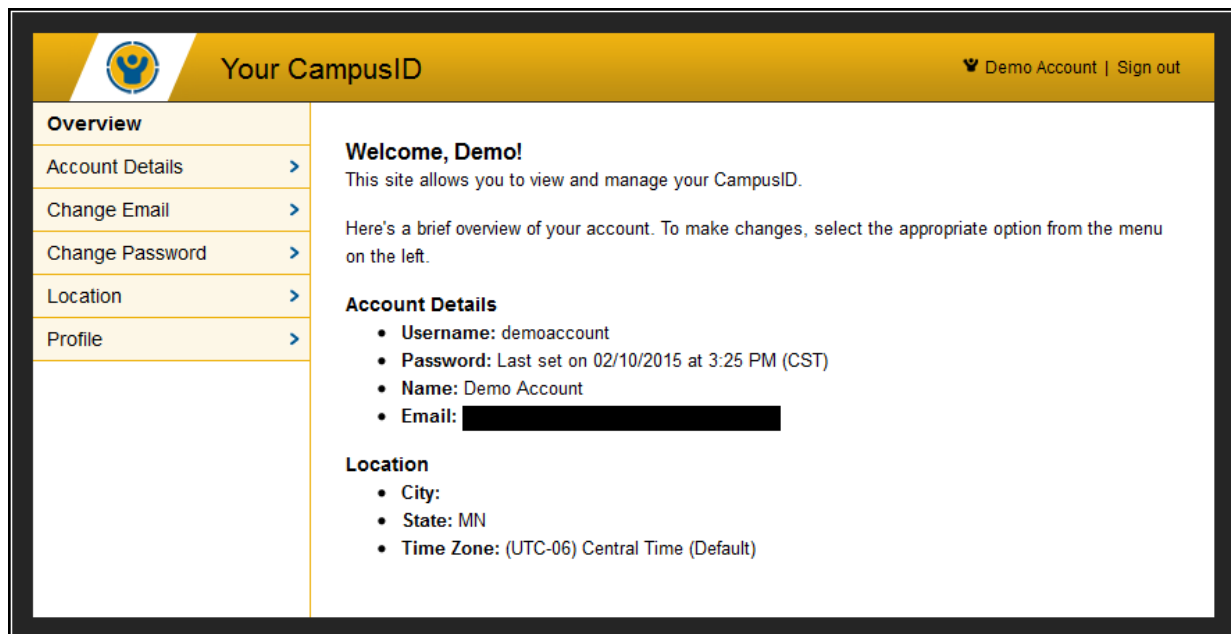 Your CampusID
Demo Account | Sign out
Overview
Account Details
Change Email
Change Password
Location
Profile
Welcome, Demo!
This site allows you to view and manage your CampusID.
Here's a brief overview of your account. To make changes, select the appropriate option from the menu
on the left.
Account Details
• Username: demoaccount
• Password: Last set on 02/10/2015 at 3:25 PM (CST)
• Name: Demo Account
• Email:
Location
• City:
• State: MN
• Time Zone: (UTC-06) Central Time (Default)